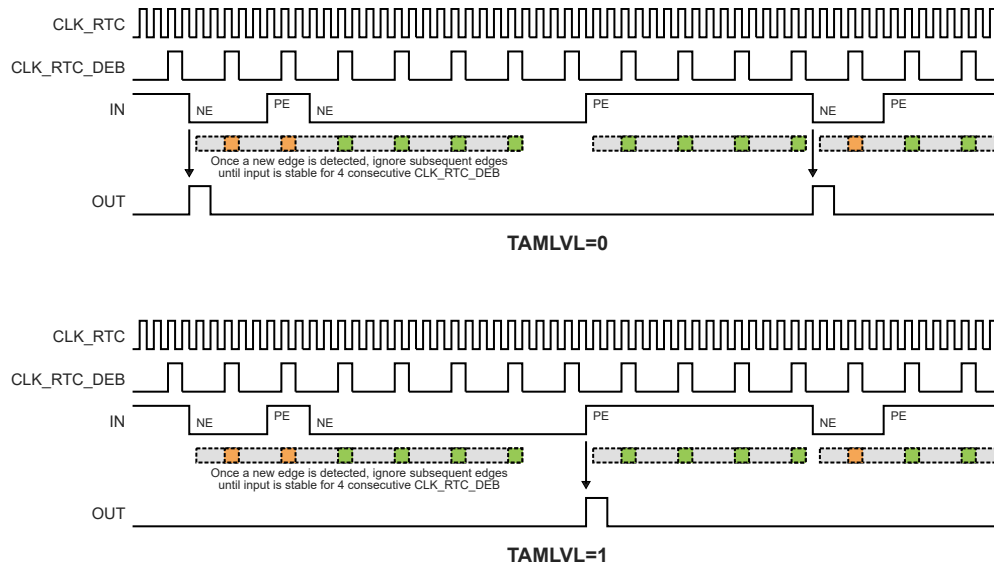 CLK_RTC
CLK_RTC_DEB
IN
NE
PE
NE
PE
NE
PE
Once a new edge is detected, ignore subsequent edges
until input is stable for 4 consecutive CLK_RTC_DEB
OUT
TAMLVL=0
CLK_RTC
CLK_RTC_DEB
IN
NE
PE
NE
PE
NE
PE
Once a new edge is detected, ignore subsequent edges
until input is stable for 4 consecutive CLK_RTC_DEB
OUT
TAMLVL=1